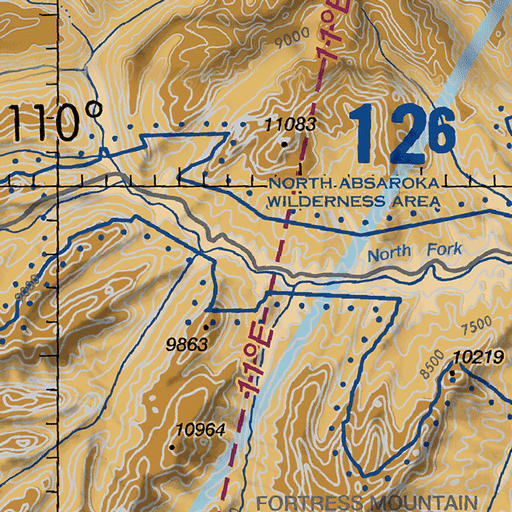 9000
11°E
11083
110°
12⁶
NORTH ABSAROKA
WILDERNESS AREA
North Fork
9000
9863
11°E
7500
8500
10219
10964
FORTRESS MOUNTAIN